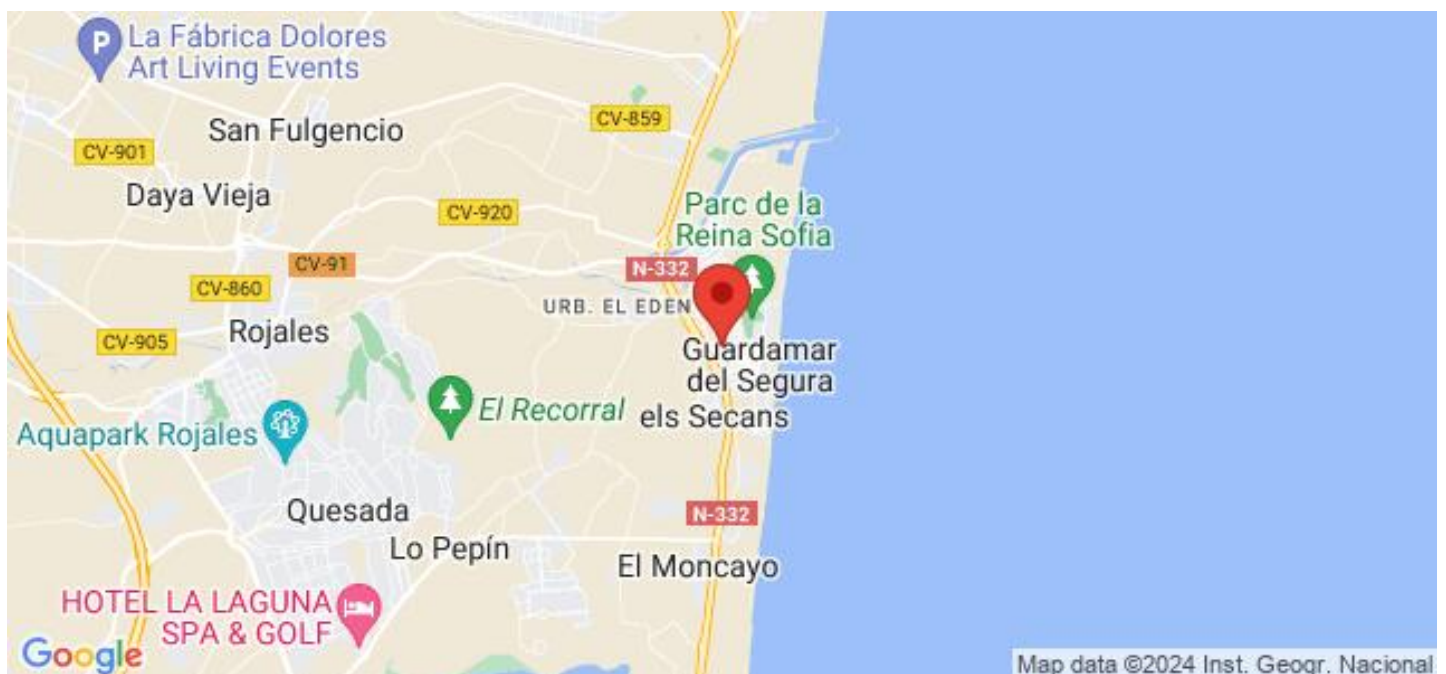 La Fábrica Dolores
Art Living Events
San Fulgencio
CV-859
CV-901
Daya Vieja
CV-920
Parc de la
Reina Sofia
CV-91
N-332
CV-860
URB. EL EDEN
Rojales
CV-905
Guardamar
del Segura
El Recorral
els Secans
Aquapark Rojales
Quesada
N-332
Lo Pepín
El Moncayo
HOTEL LA LAGUNA
SPA & GOLF
Google
Map data ©2024 Inst. Geogr. Nacional
P